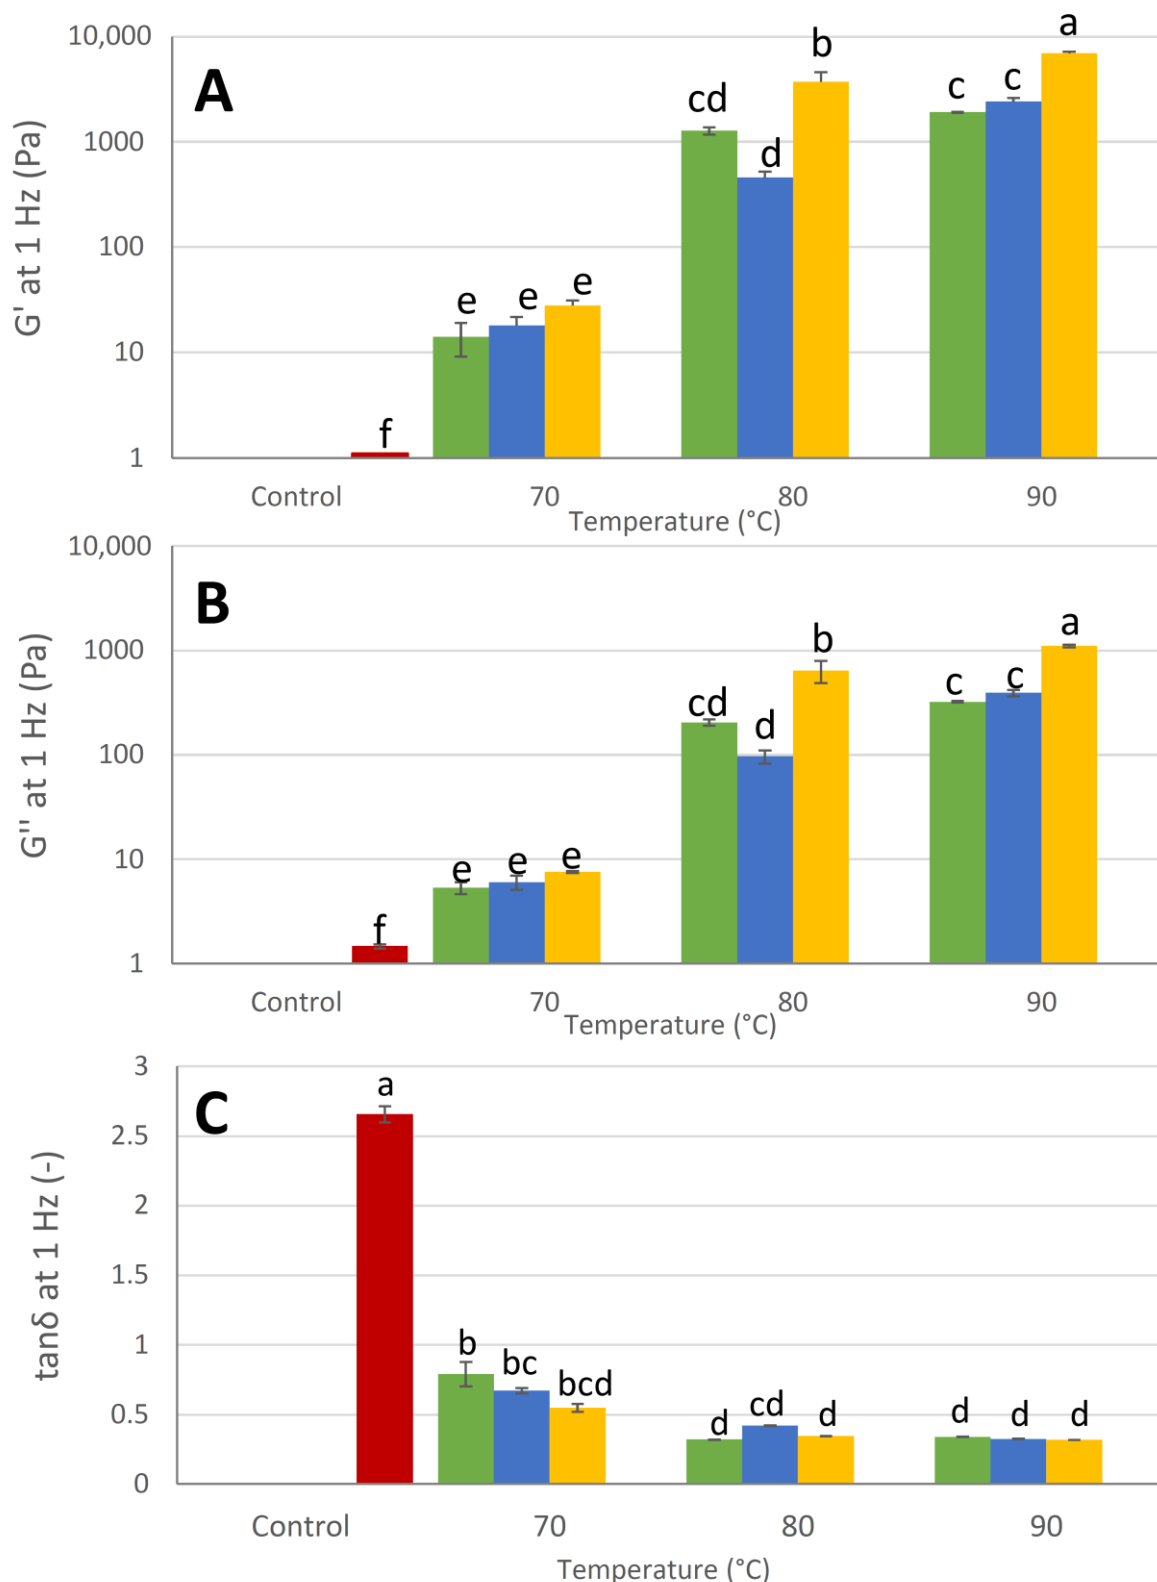 10,000
A
b
a
cd
c c
1000
d
G' at 1 Hz (Pa)
100
e e e
10
f
1
Control 70 80 90
Temperature (°C)
10,000
B
b
a
1000
cd
d
c c
G'' at 1 Hz (Pa)
100
10
e e e
f
1
Control 70 80 90
Temperature (°C)
3
a
C
2.5
2
tanδ at 1 Hz (-)
1.5
1
b
bc
bcd
0.5
d cd d
d d d
0
Control 70 80 90
Temperature (°C)